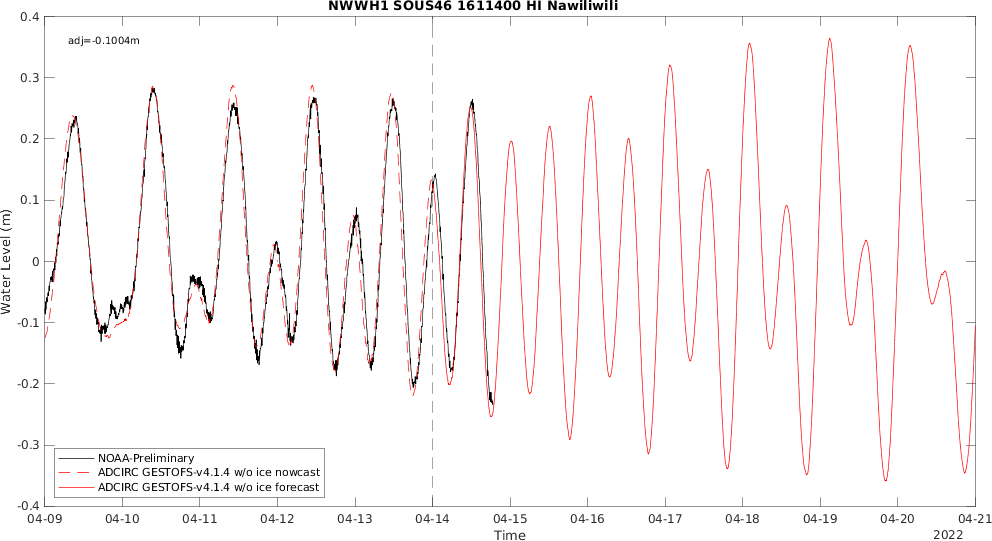 NWWH1 SOUS46 1611400 HI Nawiliwili
adj=-0.1004m
0.4
0.3
0.2
0.1
0
-0.1
-0.2
-0.3
-0.4
Water Level (m)
NOAA-Preliminary
ADCIRC GESTOFS-v4.1.4 w/o ice nowcast
ADCIRC GESTOFS-v4.1.4 w/o ice forecast
04-09 04-10 04-11 04-12 04-13 04-14 04-15 04-16 04-17 04-18 04-19 04-20 04-21
Time
2022